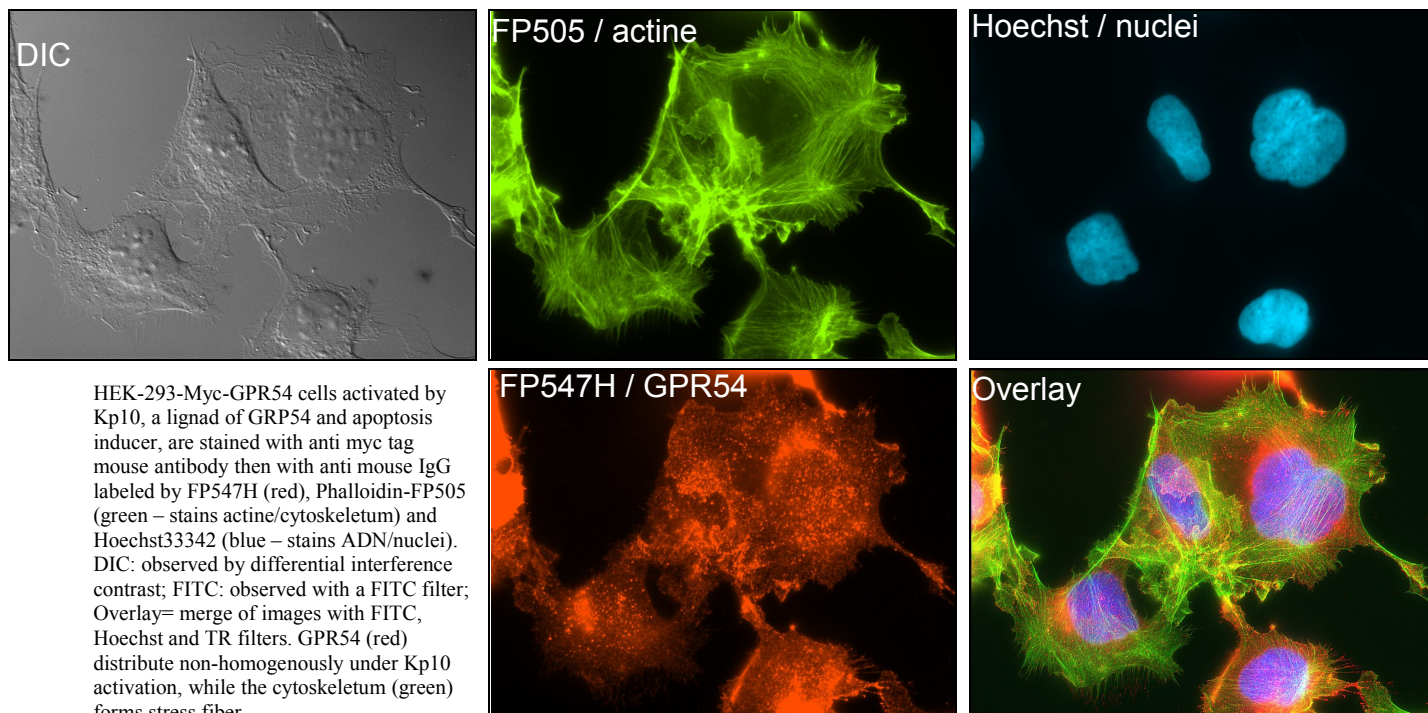 DIC
FP505 / actine
Hoechst / nuclei
HEK-293-Myc-GPR54 cells activated by
Kp10, a lignad of GRP54 and apoptosis
inducer, are stained with anti myc tag
mouse antibody then with anti mouse IgG
labeled by FP547H (red), Phalloidin-FP505
(green – stains actine/cytoskeletum) and
Hoechst33342 (blue – stains ADN/nuclei).
DIC: observed by differential interference
contrast; FITC: observed with a FITC filter;
Overlay= merge of images with FITC,
Hoechst and TR filters. GPR54 (red)
distribute non-homogenously under Kp10
activation, while the cytoskeletum (green)
forms stress fiber
FP547H / GPR54
Overlay